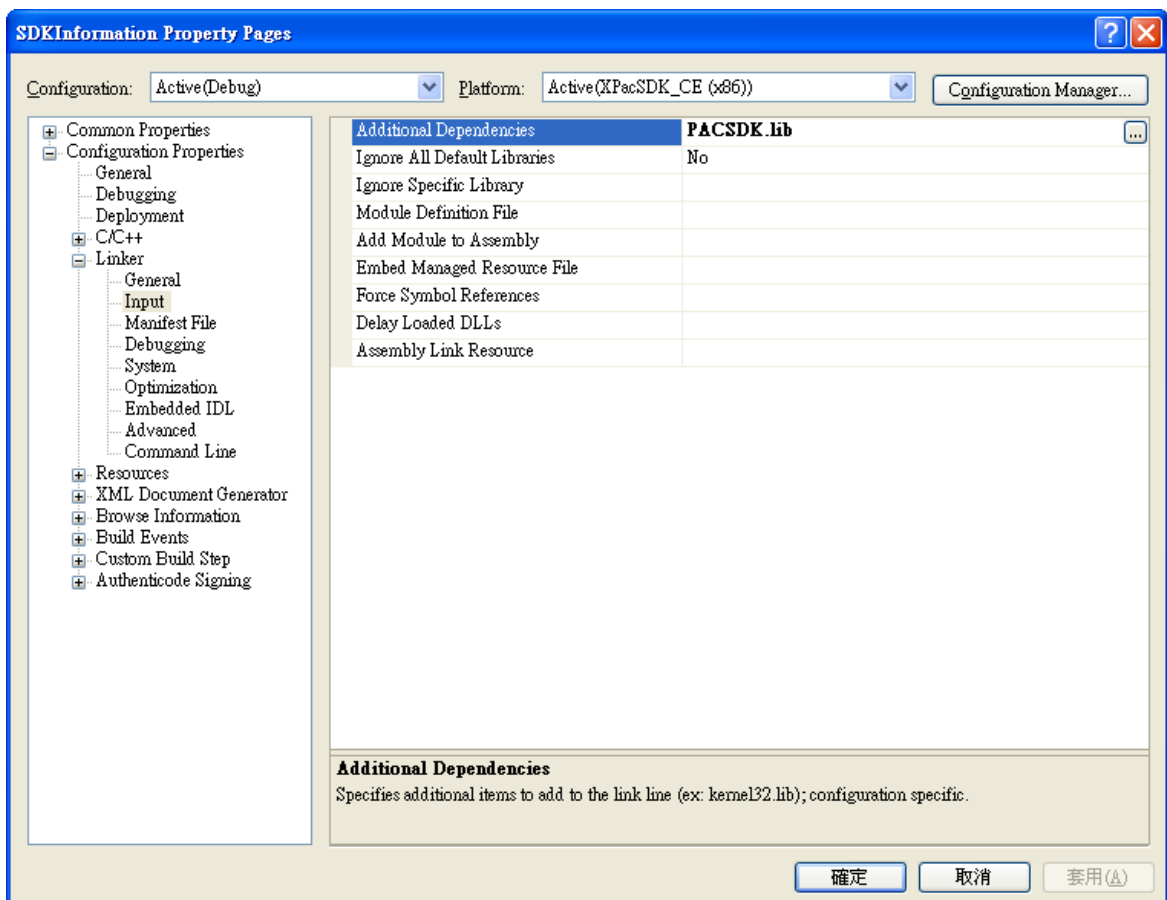 SDKInformation Property Pages
Configuration: Active(Debug) Platform: Active(XPacSDK_CE (x86)) Configuration Manager...
Common Properties
Configuration Properties
General
Debugging
Deployment
C/C++
Linker
General
Input
Manifest File
Debugging
System
Optimization
Embedded IDL
Advanced
Command Line
Resources
XML Document Generator
Browse Information
Build Events
Custom Build Step
Authenticode Signing
Additional Dependencies PACSDK.lib ...
Ignore All Default Libraries No
Ignore Specific Library
Module Definition File
Add Module to Assembly
Embed Managed Resource File
Force Symbol References
Delay Loaded DLLs
Assembly Link Resource
Additional Dependencies
Specifies additional items to add to the link line (ex: kernel32.lib); configuration specific.
確定 取消 套用(A)